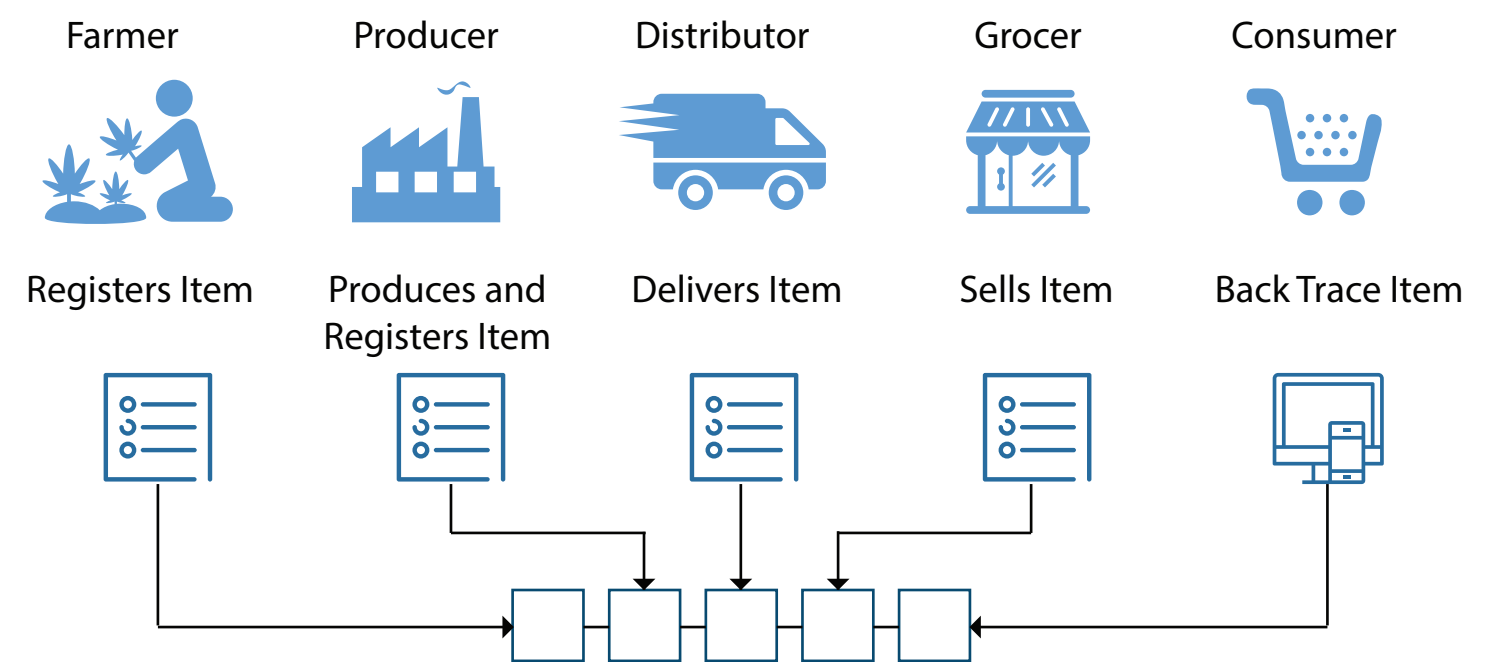 Farmer
Producer
Distributor
Grocer
Consumer
Registers Item
Produces and
Registers Item
Delivers Item
Sells Item
Back Trace Item